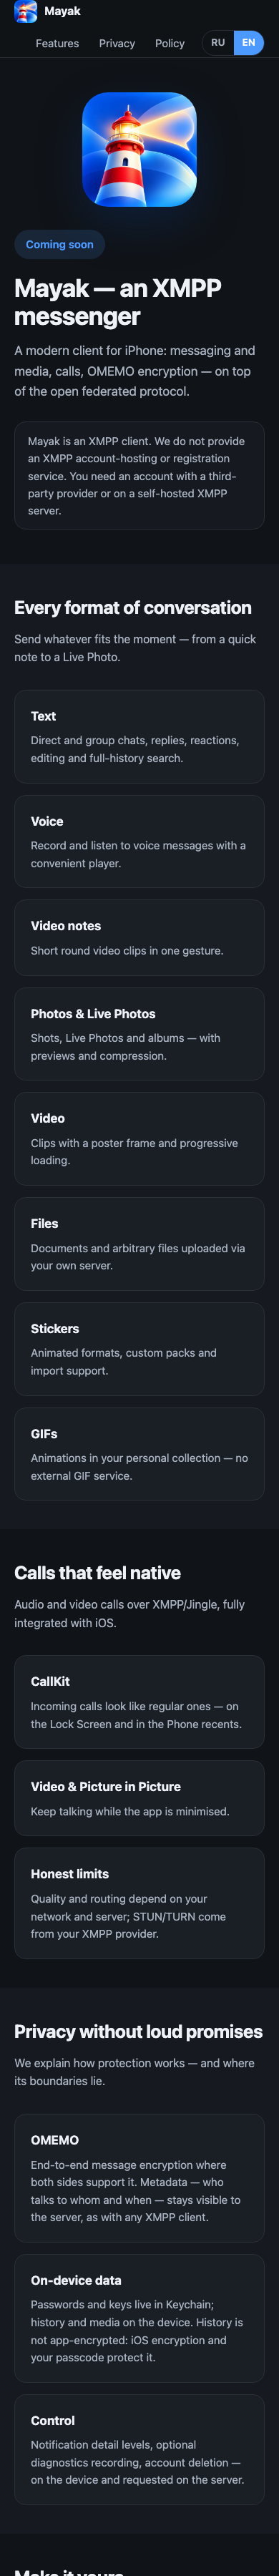 Mayak
Features Privacy Policy RU EN
Coming soon
Mayak — an XMPP
messenger
A modern client for iPhone: messaging and
media, calls, OMEMO encryption — on top
of the open federated protocol.
Mayak is an XMPP client. We do not provide
an XMPP account-hosting or registration
service. You need an account with a third-
party provider or on a self-hosted XMPP
server.
Every format of conversation
Send whatever fits the moment — from a quick
note to a Live Photo.
Text
Direct and group chats, replies, reactions,
editing and full-history search.
Voice
Record and listen to voice messages with a
convenient player.
Video notes
Short round video clips in one gesture.
Photos & Live Photos
Shots, Live Photos and albums — with
previews and compression.
Video
Clips with a poster frame and progressive
loading.
Files
Documents and arbitrary files uploaded via
your own server.
Stickers
Animated formats, custom packs and
import support.
GIFs
Animations in your personal collection — no
external GIF service.
Calls that feel native
Audio and video calls over XMPP/Jingle, fully
integrated with iOS.
CallKit
Incoming calls look like regular ones — on
the Lock Screen and in the Phone recents.
Video & Picture in Picture
Keep talking while the app is minimised.
Honest limits
Quality and routing depend on your
network and server; STUN/TURN come
from your XMPP provider.
Privacy without loud promises
We explain how protection works — and where
its boundaries lie.
OMEMO
End-to-end message encryption where
both sides support it. Metadata — who
talks to whom and when — stays visible to
the server, as with any XMPP client.
On-device data
Passwords and keys live in Keychain;
history and media on the device. History is
not app-encrypted: iOS encryption and
your passcode protect it.
Control
Notification detail levels, optional
diagnostics recording, account deletion —
on the device and requested on the server.
Make it yours